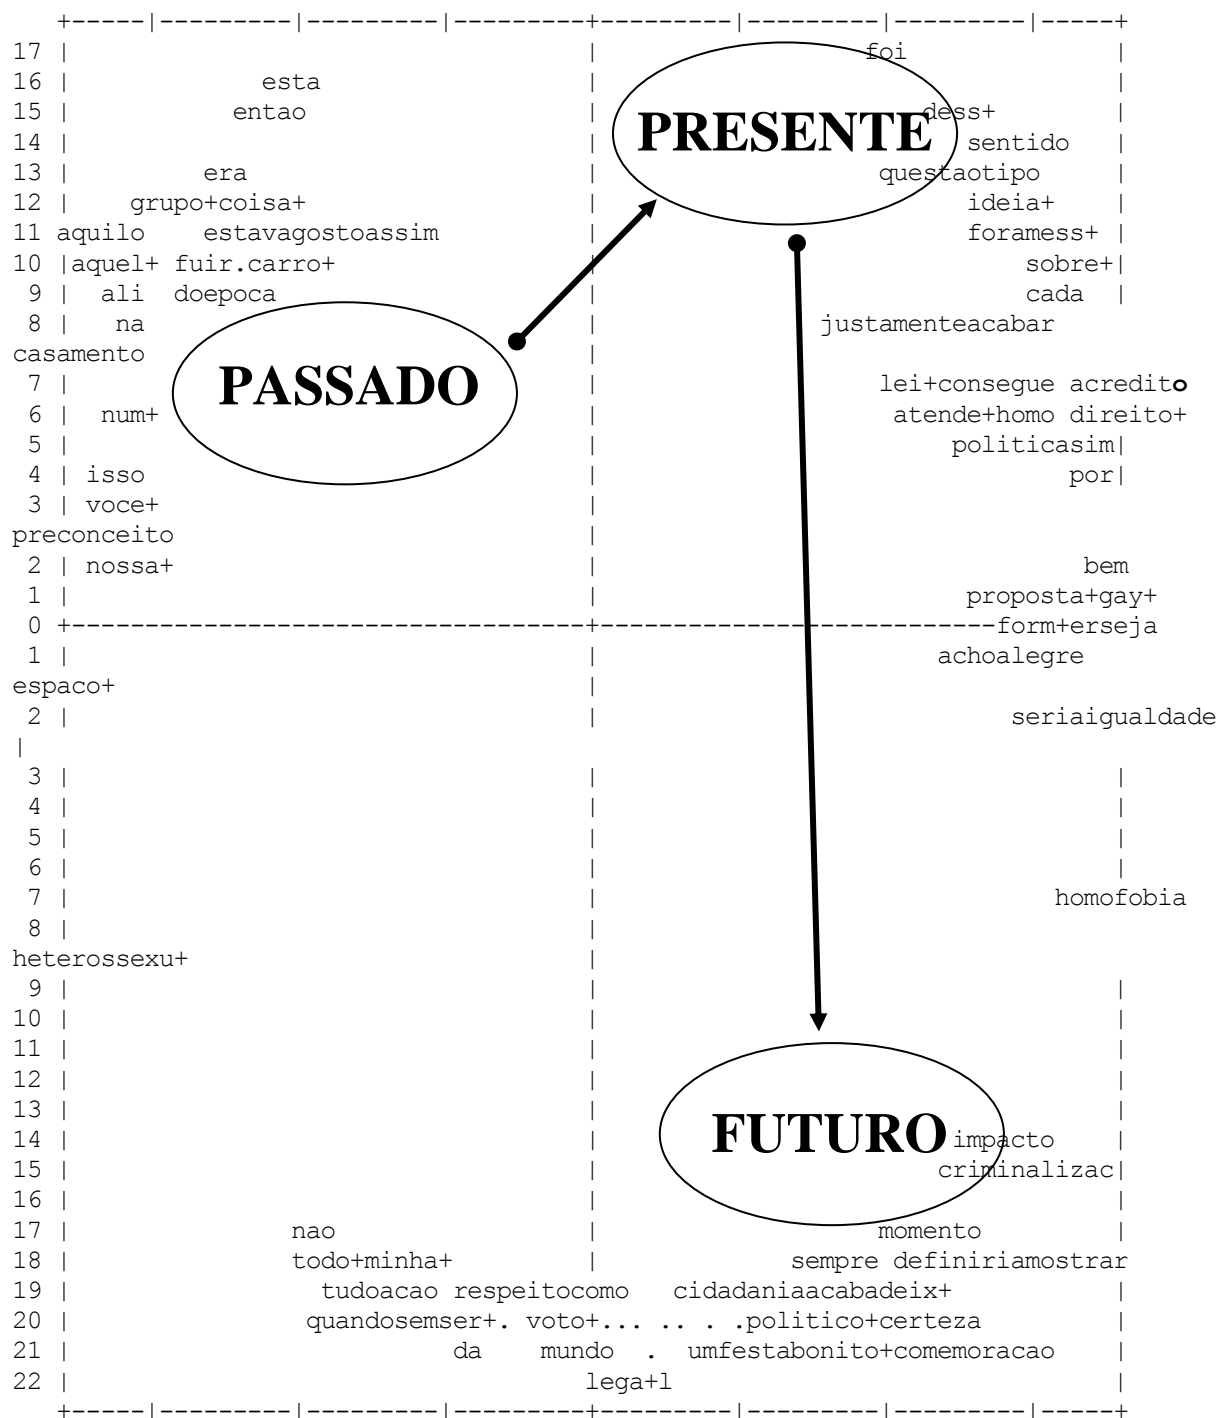 +-----|---------|---------|---------+---------|---------|---------|-----+
17 | | foi |
16 | esta | |
15 | entao | dess+ |
14 | PRESENTE sentido |
13 | era | questaotipo |
12 | grupo+coisa+ | ideia+ |
11 aquilo estavagostoassim | foramess+ |
10 |aquel+ fuir.carro+ | sobre+|
9 | ali doepoca | cada |
8 | na | justamenteacabar
casamento |
7 | PASSADO | lei+consegue acredito
6 | num+ | atende+homo direito+
5 | | politicasim|
4 | isso | por|
3 | voce+ |
preconceito |
2 | nossa+ | bem
1 | | proposta+gay+
0 +-----------------------------------+---------------------------form+erseja
1 | | achoalegre
espaco+ |
2 | | seriaigualdade
|
3 | | |
4 | | |
5 | | |
6 | | |
7 | | homofobia
8 | |
heterossexu+ |
9 | | |
10 | | |
11 | | |
12 | | |
13 | | |
14 | | FUTURO impacto |
15 | | criminalizac|
16 | | |
17 | nao | momento |
18 | todo+minha+ | sempre definiriamostrar
19 | tudoacao respeitocomo cidadaniaacabadeix+ |
20 | quandosemser+. voto+... .. . .politico+certeza |
21 | da mundo . umfestabonito+comemoracao |
22 | lega+l |
+-----|---------|---------|---------+---------|---------|---------|-----+